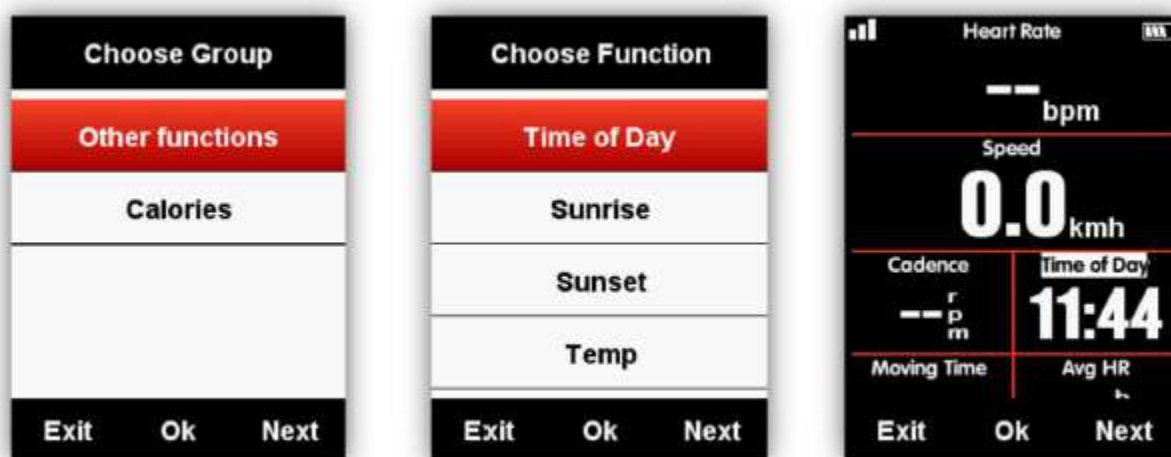 Choose Group
Other functions
Calories
Exit Ok Next
Choose Function
Time of Day
Sunrise
Sunset
Temp
Exit Ok Next
Heart Rate
-- bpm
Speed
0.0 kmh
Cadence Time of Day
-- rpm 11:44
Moving Time Avg HR
Exit Ok Next